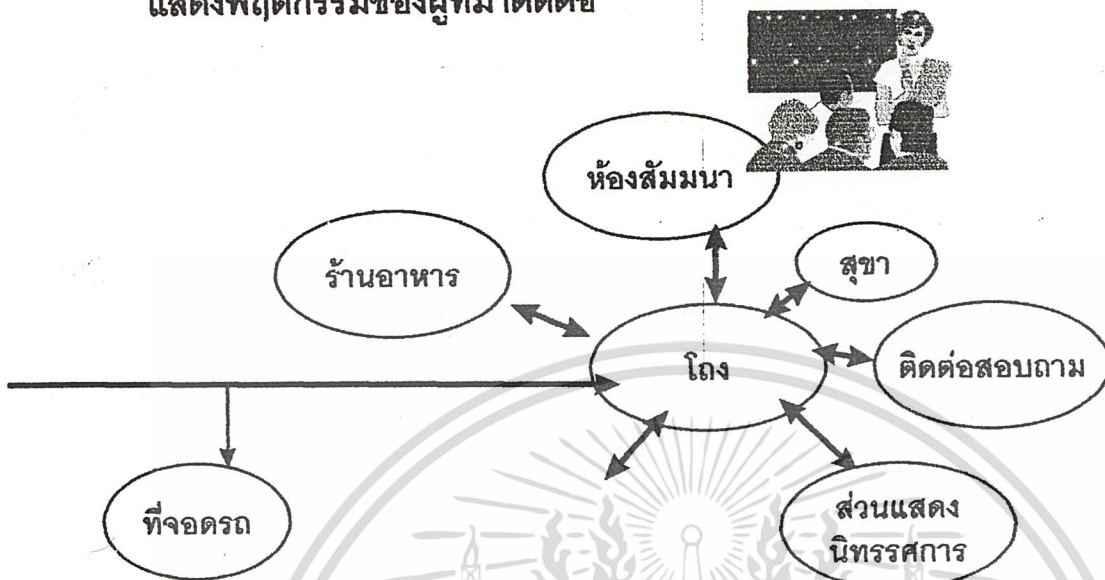 แสดงพฤติกรรมของผู้ที่มาติดต่อ
ห้องสัมมนา
สุขา
ร้านอาหาร
โถง
ติดต่อสอบถาม
ที่จอดรถ
ส่วนแสดง
นิทรรศการ